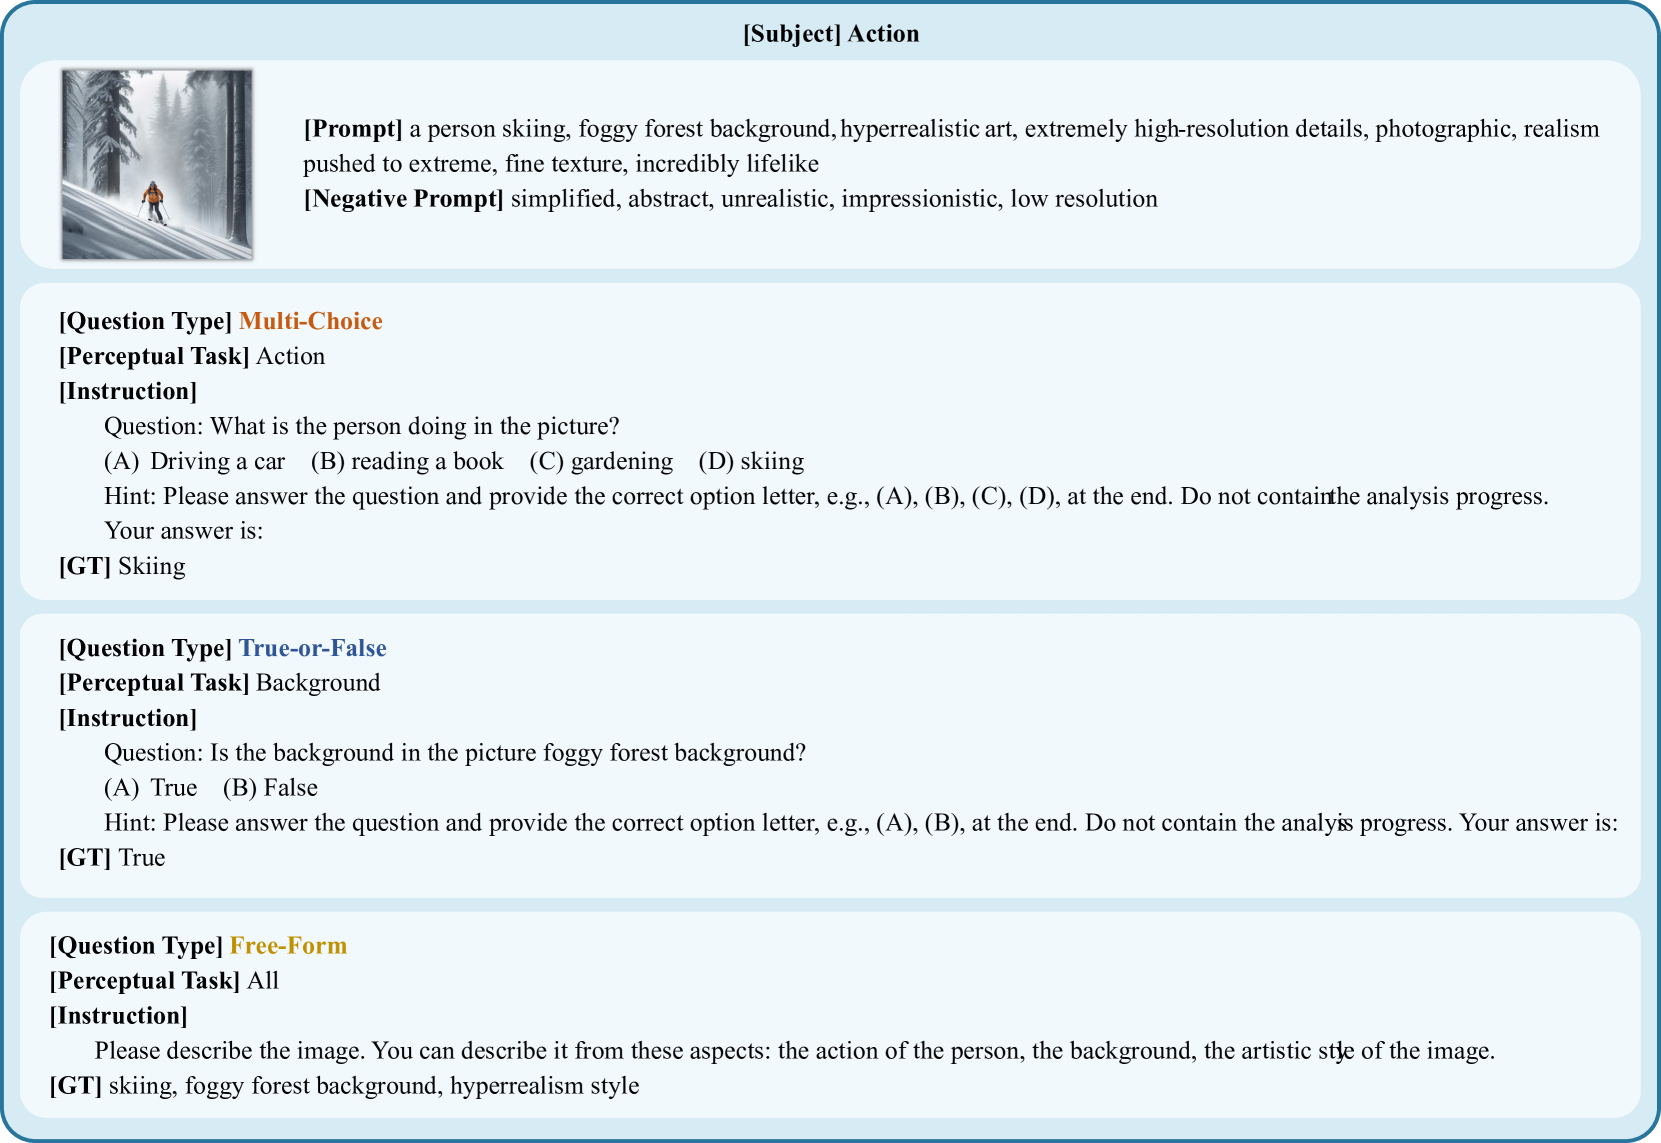 [Subject] Action
[Prompt] a person skiing, foggy forest background, hyperrealistic art, extremely high-resolution details, photographic, realism
pushed to extreme, fine texture, incredibly lifelike
[Negative Prompt] simplified, abstract, unrealistic, impressionistic, low resolution
[Question Type] Multi-Choice
[Perceptual Task] Action
[Instruction]
Question: What is the person doing in the picture?
(A) Driving a car (B) reading a book (C) gardening (D) skiing
Hint: Please answer the question and provide the correct option letter, e.g., (A), (B), (C), (D), at the end. Do not contain the analysis progress.
Your answer is:
[GT] Skiing
[Question Type] True-or-False
[Perceptual Task] Background
[Instruction]
Question: Is the background in the picture foggy forest background?
(A) True (B) False
Hint: Please answer the question and provide the correct option letter, e.g., (A), (B), at the end. Do not contain the analysis progress. Your answer is:
[GT] True
[Question Type] Free-Form
[Perceptual Task] All
[Instruction]
Please describe the image. You can describe it from these aspects: the action of the person, the background, the artistic style of the image.
[GT] skiing, foggy forest background, hyperrealism style